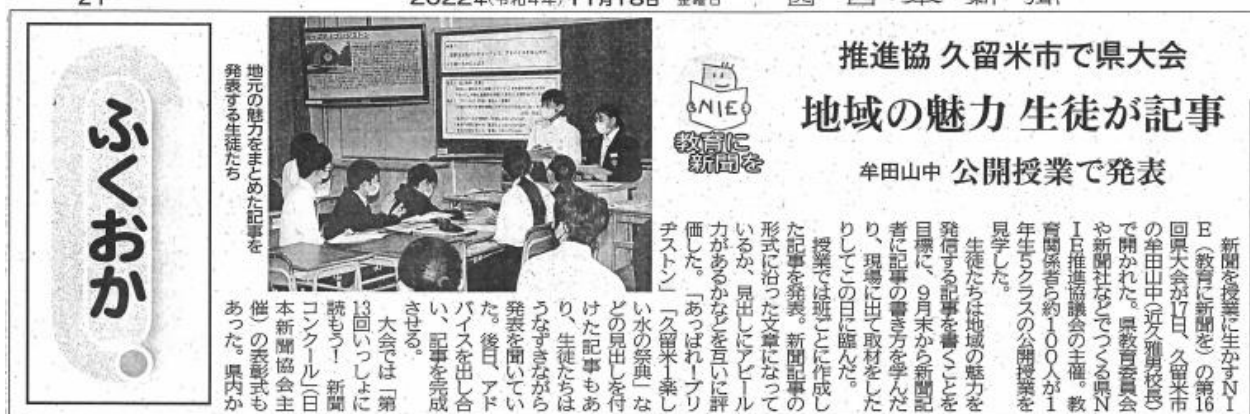 21
2022年(令和4年)11月18日 金曜日
西日本新聞
推進協 久留米市で県大会
地域の魅力 生徒が記事
牟田山中 公開授業で発表
NIE
教育に
新聞を
新聞を授業に生かすNI
E(教育に新聞を)の第16
回県大会が17日、久留米市
の牟田山中(近久雅男校長)
で開かれた。県教育委員会
や新聞社などでつくる県N
IE推進協議会の主催。教
育関係者ら約100人が1
年生5クラスの公開授業を
見学した。
生徒たちは地域の魅力を
発信する記事を書くことを
目標に、9月末から新聞記
者に記事の書き方を学んだ
り、現場に出て取材をした
りしてこの日に臨んだ。
授業では班ごとに作成し
た記事を発表。新聞記事の
形式に沿った文章になって
いるか、見出しにアピール
力があるかなどを互いに評
価した。「あっぱれ!ブリ
ヂストン」「久留米1楽し
い水の祭典」な
どの見出しを付
けた記事もあ
り、生徒たちは
うなずきながら
発表を聞いてい
た。後日、アド
バイスを出し合
い、記事を完成
させる。
大会では「第
13回いっしょに
読もう!新聞
コンクール」(日
本新聞協会主
催)の表彰式も
あった。県内か
地元の魅力をまとめた記事を
発表する生徒たち
ふくおか